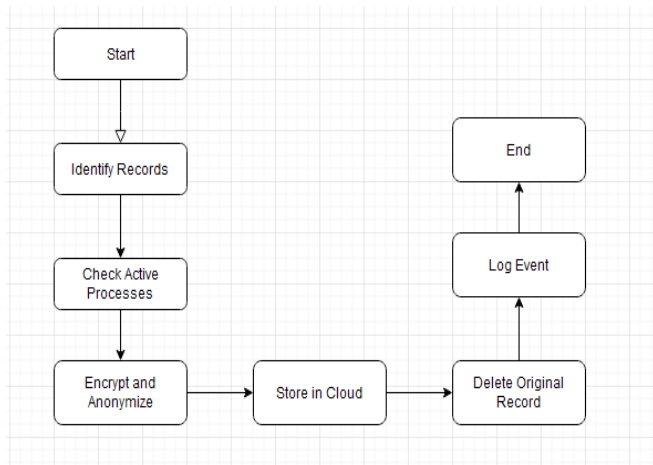 Start
Identify Records
Check Active
Processes
Encrypt and
Anonymize
Store in Cloud
Delete Original
Record
Log Event
End